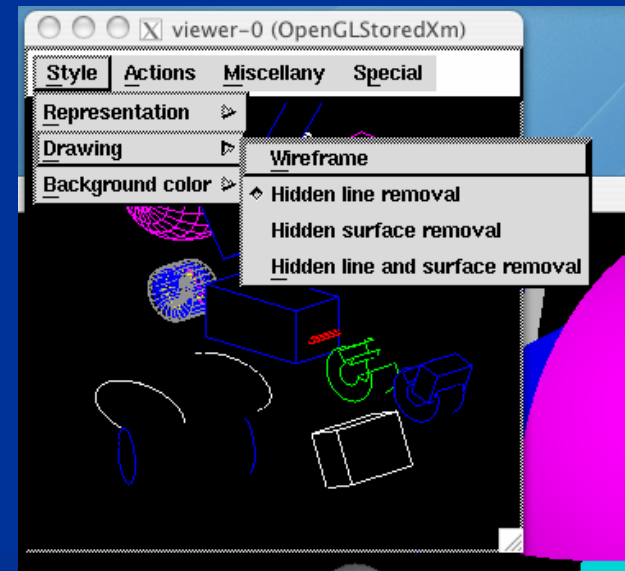 viewer-0 (OpenGLStoredXm)
Style Actions Miscellany Special
Representation
Drawing
Background color
Wireframe
Hidden line removal
Hidden surface removal
Hidden line and surface removal